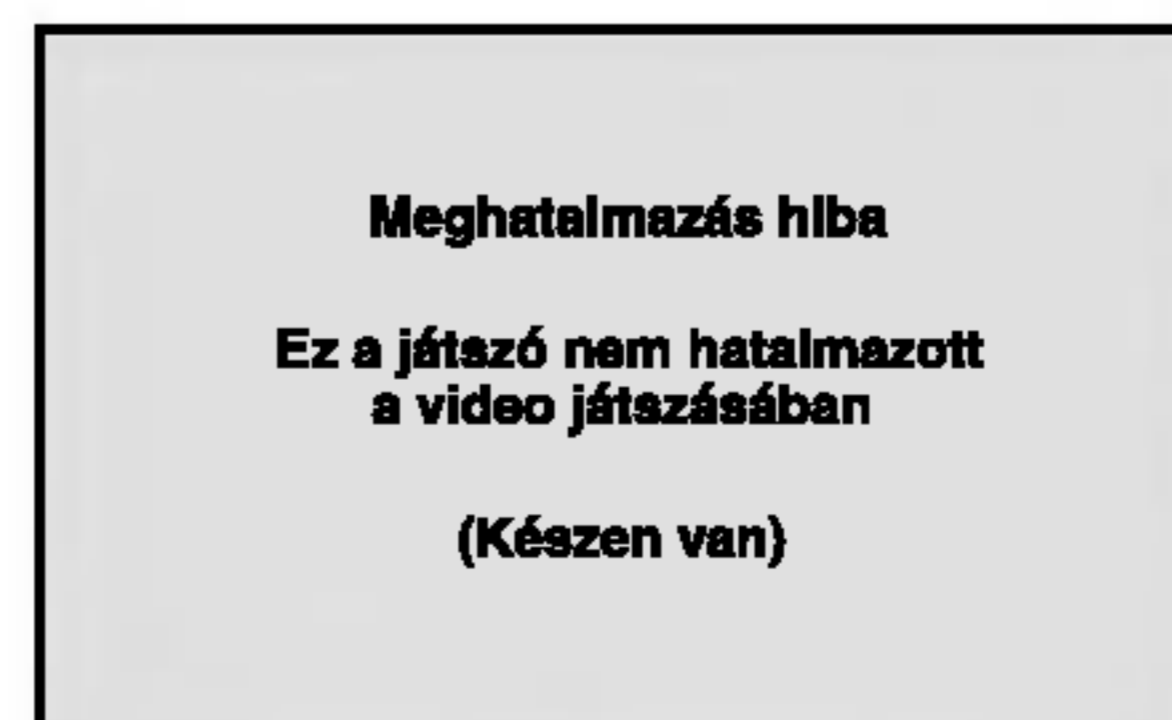 Meghatalmazás hiba
Ez a játszó nem hatalmazott
a video játszásában
(Készen van)